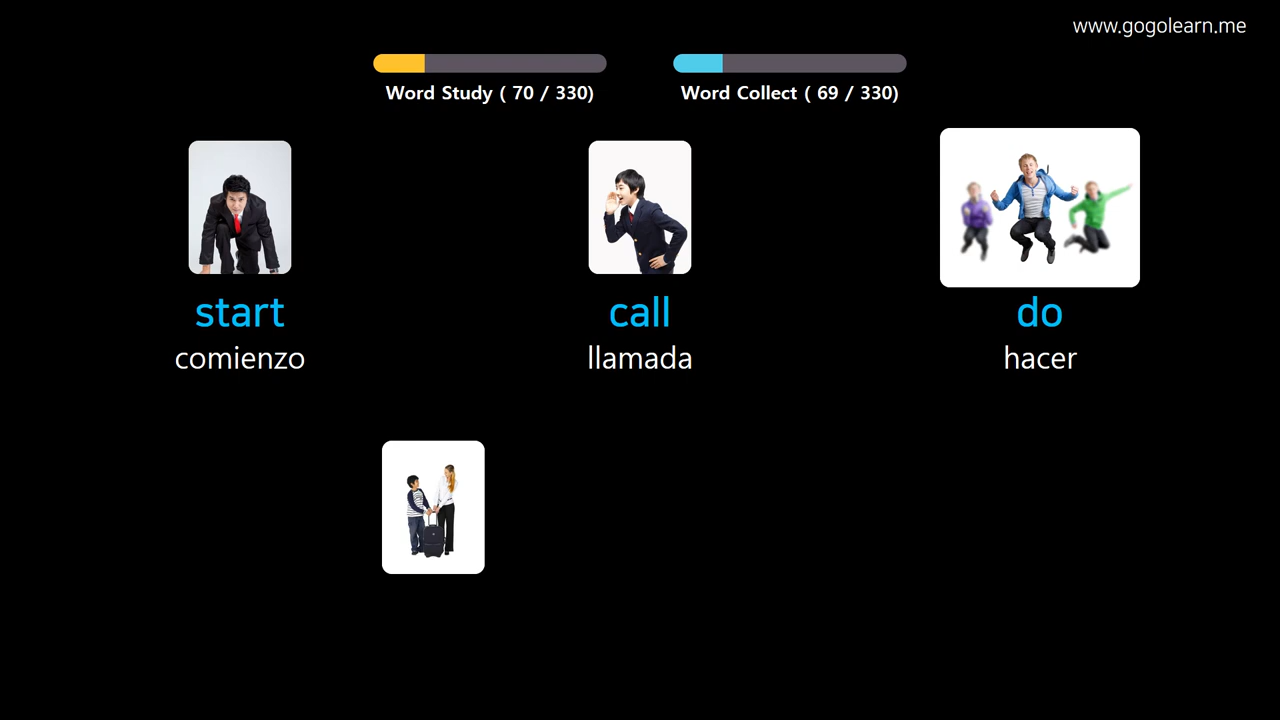 www.gogolearn.me
Word Study ( 70 / 330)
Word Collect ( 69 / 330)
start
call
do
comienzo
llamada
hacer